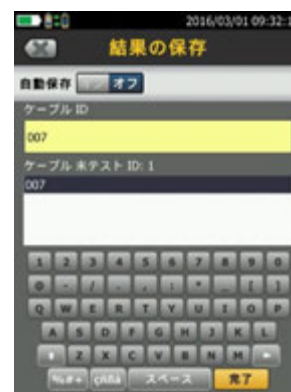 2016/03/01 09:32:1
結果の保存
自動保存 オフ
ケーブル ID
007
ケーブル 未テスト ID: 1
007
1 2 3 4 5 6 7 8 9 0
@ - / . , : * _ [ ]
Q W E R T Y U I O P
A S D F G H J K L
Z X C V B N M
%#+ çñßà スペース 完了